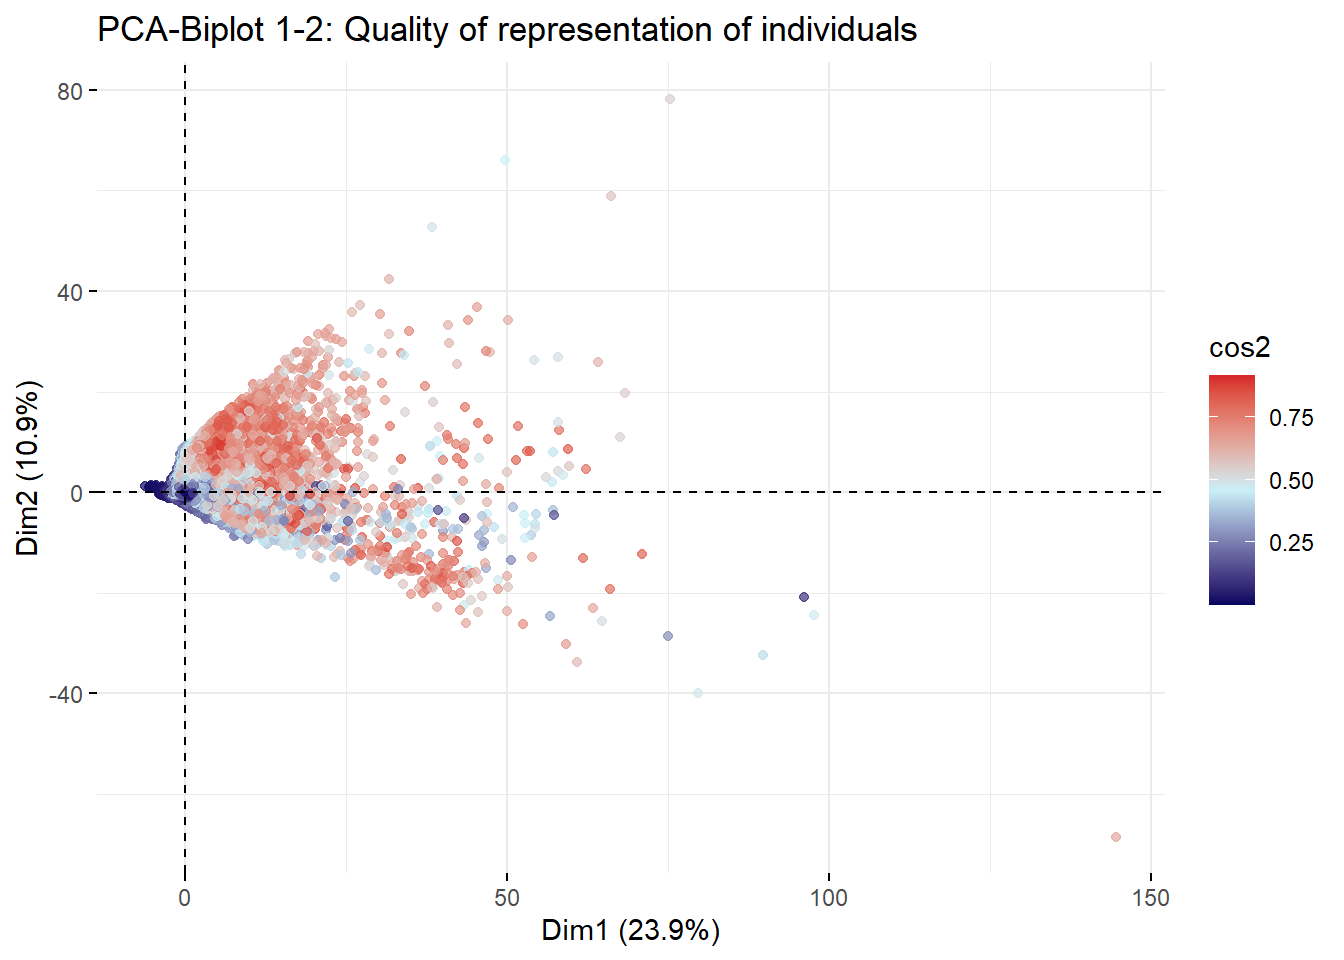 PCA-Biplot 1-2: Quality of representation of individuals
80
40
0
-40
Dim2 (10.9%)
0
50
100
150
Dim1 (23.9%)
cos2
0.75
0.50
0.25